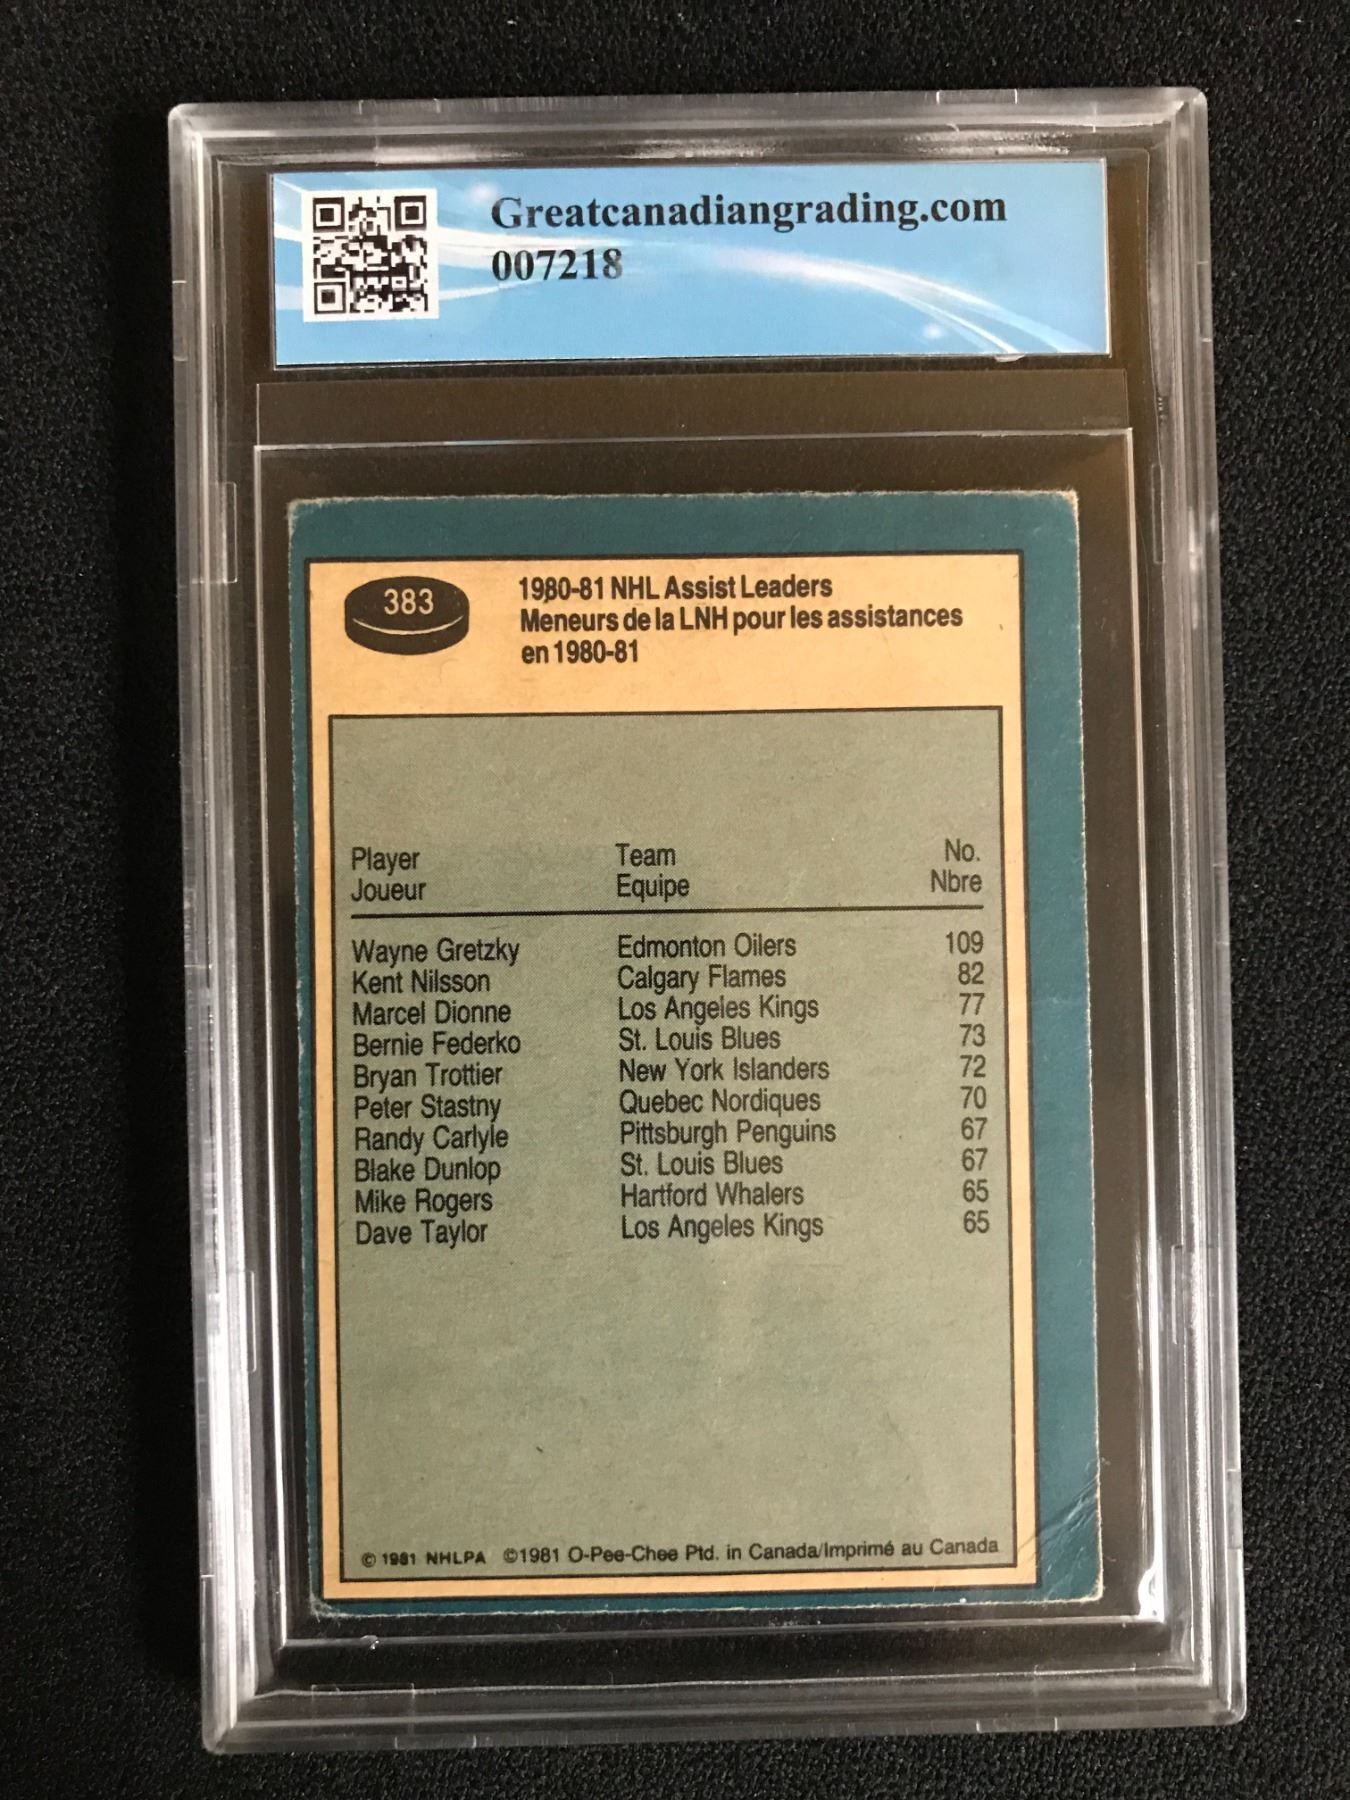 Greatcanadiangrading.com
007218
383
1980-81 NHL Assist Leaders
Meneurs de la LNH pour les assistances
en 1980-81
Player Team No.
Joueur Equipe Nbre
Wayne Gretzky Edmonton Oilers 109
Kent Nilsson Calgary Flames 82
Marcel Dionne Los Angeles Kings 77
Bernie Federko St. Louis Blues 73
Bryan Trottier New York Islanders 72
Peter Stastny Quebec Nordiques 70
Randy Carlyle Pittsburgh Penguins 67
Blake Dunlop St. Louis Blues 67
Mike Rogers Hartford Whalers 65
Dave Taylor Los Angeles Kings 65
© 1981 NHLPA ©1981 O-Pee-Chee Ptd. in Canada/Imprimé au Canada